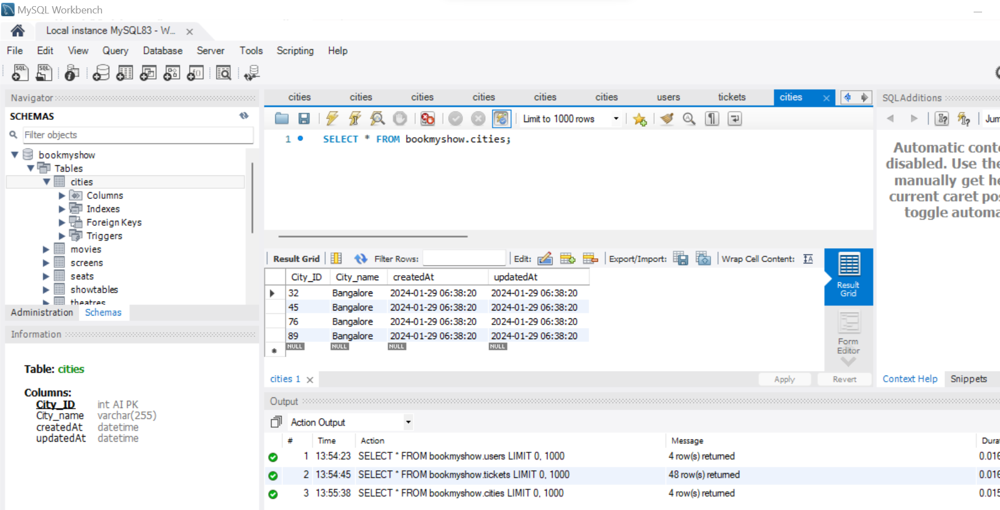 MySQL Workbench
Local instance MySQL83 - W...
File Edit View Query Database Server Tools Scripting Help
Navigator
SCHEMAS
Filter objects
bookmyshow
Tables
cities
Columns
Indexes
Foreign Keys
Triggers
movies
screens
seats
showtables
theatres
Administration Schemas
Information
Table: cities
Columns:
City_ID int AI PK
City_name varchar(255)
createdAt datetime
updatedAt datetime
cities cities cities cities cities cities users tickets cities
Limit to 1000 rows
1 SELECT * FROM bookmyshow.cities;
Result Grid Filter Rows: Edit: Export/Import: Wrap Cell Content:
City_ID City_name createdAt updatedAt
32 Bangalore 2024-01-29 06:38:20 2024-01-29 06:38:20
45 Bangalore 2024-01-29 06:38:20 2024-01-29 06:38:20
76 Bangalore 2024-01-29 06:38:20 2024-01-29 06:38:20
89 Bangalore 2024-01-29 06:38:20 2024-01-29 06:38:20
NULL NULL NULL NULL
Result
Grid
Form
Editor
cities 1 Apply Revert
SQLAdditions
Jum
Automatic conte
disabled. Use the
manually get he
current caret pos
toggle automa
Context Help Snippets
Output
Action Output
# Time Action Message Dura
1 13:54:23 SELECT * FROM bookmyshow.users LIMIT 0, 1000 4 row(s) returned 0.016
2 13:54:45 SELECT * FROM bookmyshow.tickets LIMIT 0, 1000 48 row(s) returned 0.016
3 13:55:38 SELECT * FROM bookmyshow.cities LIMIT 0, 1000 4 row(s) returned 0.015